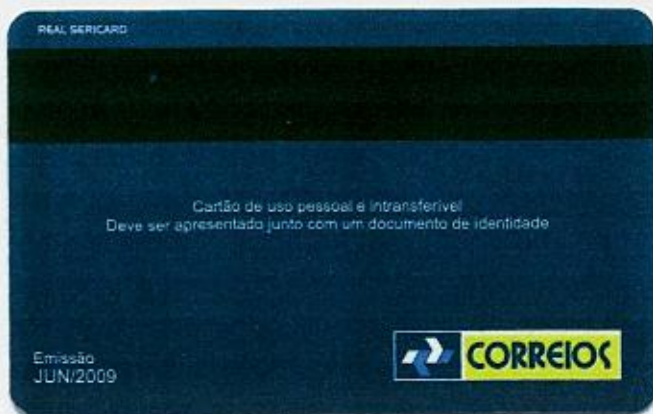 REAL SERICARD
Cartão de uso pessoal e intransferível
Deve ser apresentado junto com um documento de identidade
Emissão
JUN/2009
CORREIOS